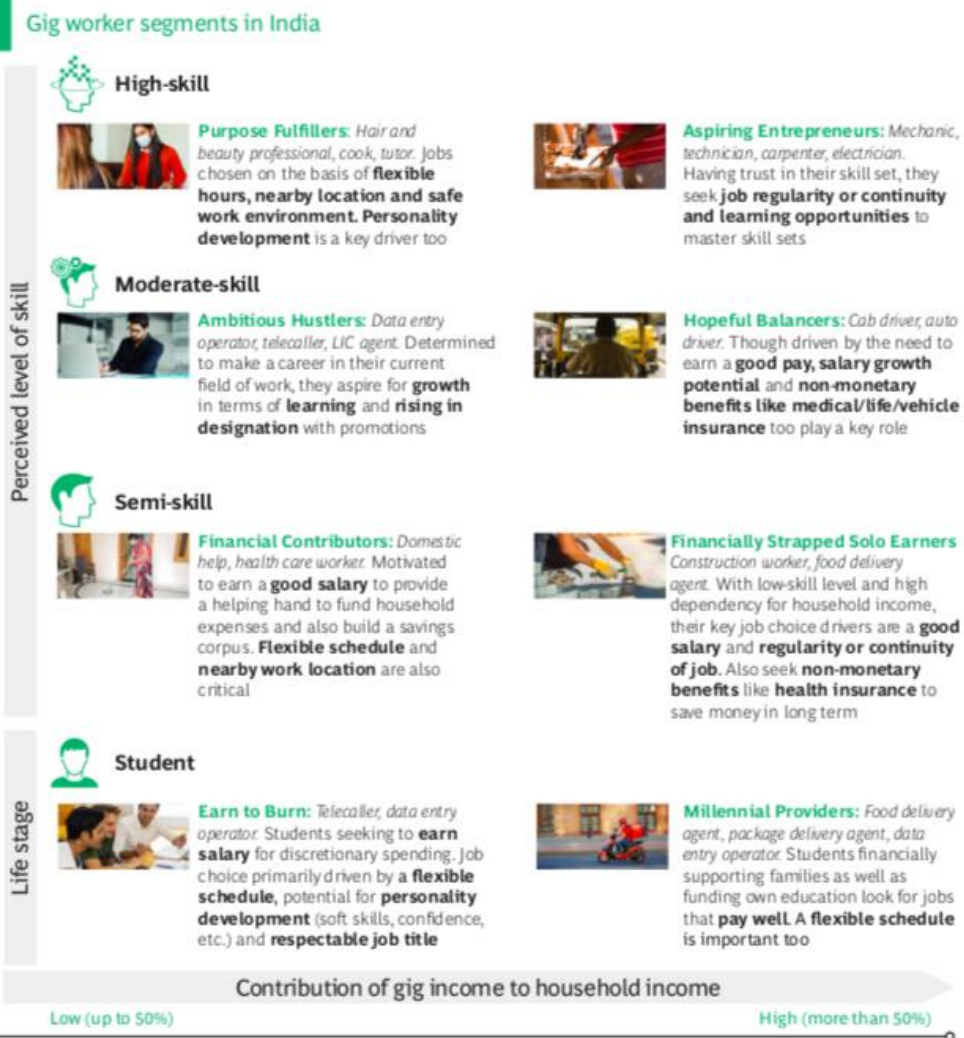 Gig worker segments in India
Perceived level of skill
High-skill
Purpose Fulfillers: Hair and
beauty professional, cook, tutor. Jobs
chosen on the basis of flexible
hours, nearby location and safe
work environment. Personality
development is a key driver too
Aspiring Entrepreneurs: Mechanic,
technician, carpenter, electrician.
Having trust in their skill set, they
seek job regularity or continuity
and learning opportunities to
master skill sets
Moderate-skill
Ambitious Hustlers: Data entry
operator, telecaller, LIC agent. Determined
to make a career in their current
field of work, they aspire for growth
in terms of learning and rising in
designation with promotions
Hopeful Balancers: Cab driver, auto
driver. Though driven by the need to
earn a good pay, salary growth
potential and non-monetary
benefits like medical/life/vehicle
insurance too play a key role
Semi-skill
Financial Contributors: Domestic
help, health care worker. Motivated
to earn a good salary to provide
a helping hand to fund household
expenses and also build a savings
corpus. Flexible schedule and
nearby work location are also
critical
Financially Strapped Solo Earners
Construction worker, food delivery
agent. With low-skill level and high
dependency for household income,
their key job choice drivers are a good
salary and regularity or continuity
of job. Also seek non-monetary
benefits like health insurance to
save money in long term
Life stage
Student
Earn to Burn: Telecaller, data entry
operator. Students seeking to earn
salary for discretionary spending. Job
choice primarily driven by a flexible
schedule, potential for personality
development (soft skills, confidence,
etc.) and respectable job title
Millennial Providers: Food delivery
agent, package delivery agent, data
entry operator. Students financially
supporting families as well as
funding own education look for jobs
that pay well. A flexible schedule
is important too
Contribution of gig income to household income
Low (up to 50%)
High (more than 50%)